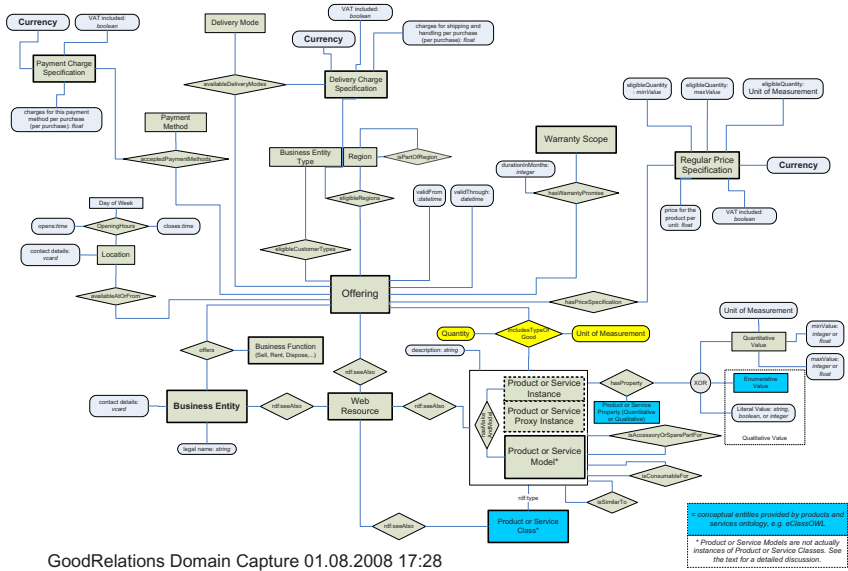 Currency
VAT included:
boolean
Payment Charge
Specification
charges for this payment
method per purchase
(per purchase): float
Delivery Mode
VAT included:
boolean
Currency
charges for shipping and
handling per purchase
(per purchase): float
availableDeliveryModes
Delivery Charge
Specification
Payment
Method
acceptedPaymentMethods
Business Entity
Type
Region
isPartOfRegion
eligibleRegions
eligibleCustomerTypes
validFrom
:datetime
validThrough:
datetime
Warranty Scope
durationInMonths:
integer
hasWarrantyPromise
eligibleQuantity
: minValue
eligibleQuantity:
maxValue
eligibleQuantity:
Unit of Measurement
Regular Price
Specification
Currency
price for the
product per
unit: float
VAT included:
boolean
Day of Week
opens:time
OpeningHours
closes:time
contact details:
vcard
Location
availableAtOrFrom
Offering
hasPriceSpecification
Quantity
IncludesTypeOf
Good
Unit of Measurement
offers
Business Function
(Sell, Rent, Dispose,...)
rdf:seeAlso
description: string
contact details:
vcard
Business Entity
rdf:seeAlso
Web
Resource
rdf:seeAlso
legal name: string
Product or Service
Instance
Product or Service
Proxy Instance
Product or Service
Model*
hasProperty
Product or Service
Property (Quantitative
or Qualitative)
XOR
Unit of Measurement
Quantitative
Value
minValue:
integer or
float
maxValue:
integer or
float
Enumerative
Value
Literal Value: string,
boolean, or integer
Qualitative Value
isAccessoryOrSparePartFor
isConsumableFor
isSimilarTo
rdf:type
rdf:seeAlso
Product or Service
Class*
= conceptual entities provided by products and
services ontology, e.g. eClassOWL
* Product or Service Models are not actually
instances of Product or Service Classes. See
the text for a detailed discussion.
GoodRelations Domain Capture 01.08.2008 17:28